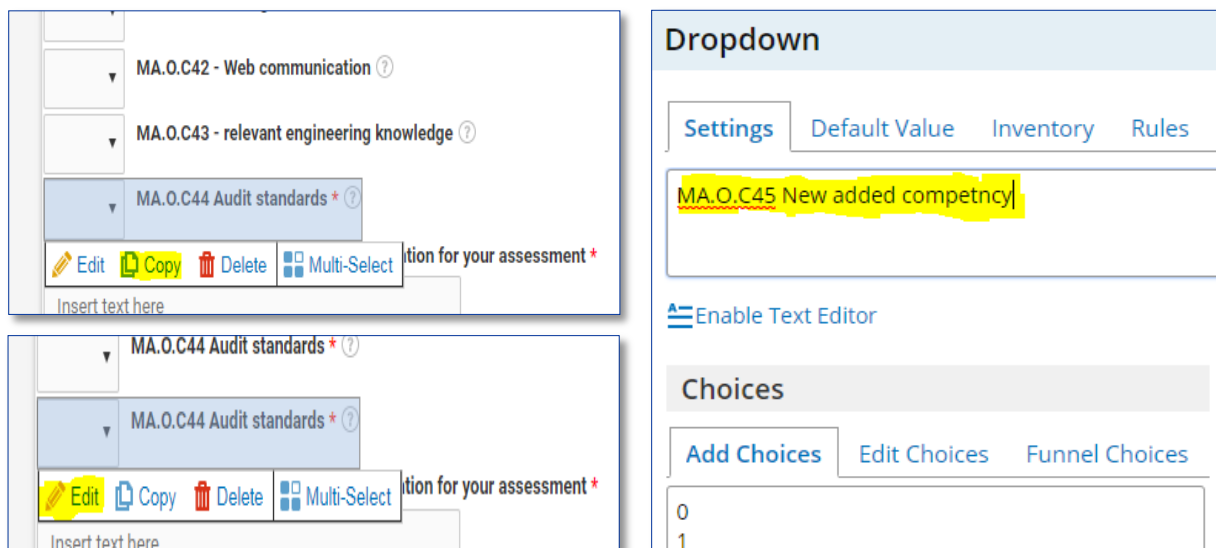 MA.O.C42 - Web communication ?
MA.O.C43 - relevant engineering knowledge ?
MA.O.C44 Audit standards * ?
Edit Copy Delete Multi-Select
tion for your assessment *
Insert text here
MA.O.C44 Audit standards * ?
MA.O.C44 Audit standards * ?
Edit Copy Delete Multi-Select
tion for your assessment *
Insert text here
Dropdown
Settings Default Value Inventory Rules
MA.O.C45 New added competncy
Enable Text Editor
Choices
Add Choices Edit Choices Funnel Choices
0
1